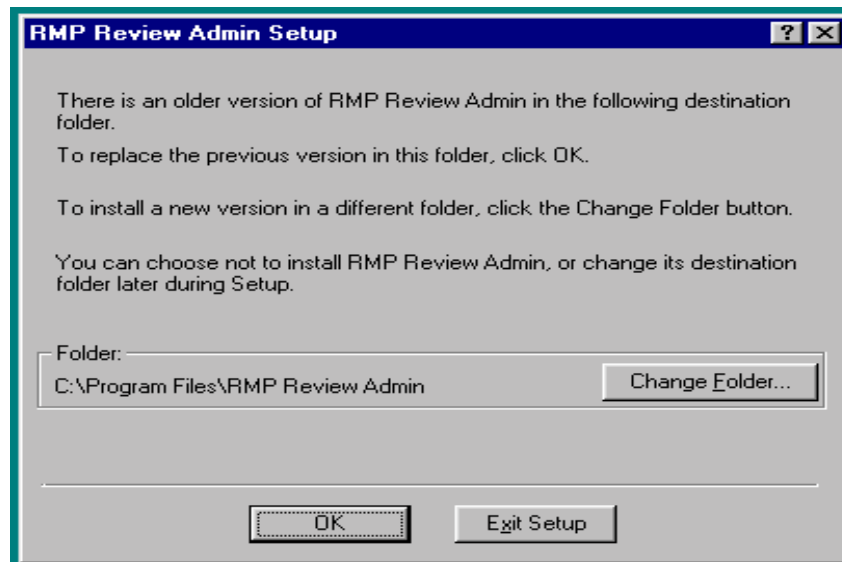 RMP Review Admin Setup
There is an older version of RMP Review Admin in the following destination
folder.
To replace the previous version in this folder, click OK.
To install a new version in a different folder, click the Change Folder button.
You can choose not to install RMP Review Admin, or change its destination
folder later during Setup.
Folder:
C:\Program Files\RMP Review Admin
Change Folder...
OK
Exit Setup